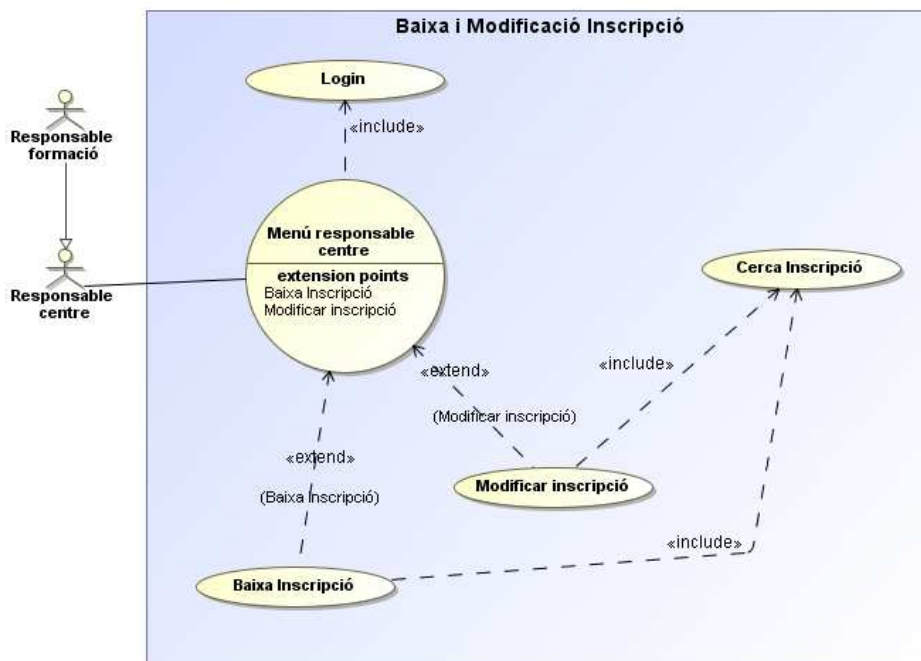 Baixa i Modificació Inscripció
Login
«include»
Responsable
formació
Menú responsable
centre
extension points
Baixa Inscripció
Modificar inscripció
Responsable
centre
Cerca Inscripció
«extend»
(Modificar inscripció)
«include»
«extend»
(Baixa Inscripció)
Modificar inscripció
«include»
Baixa Inscripció